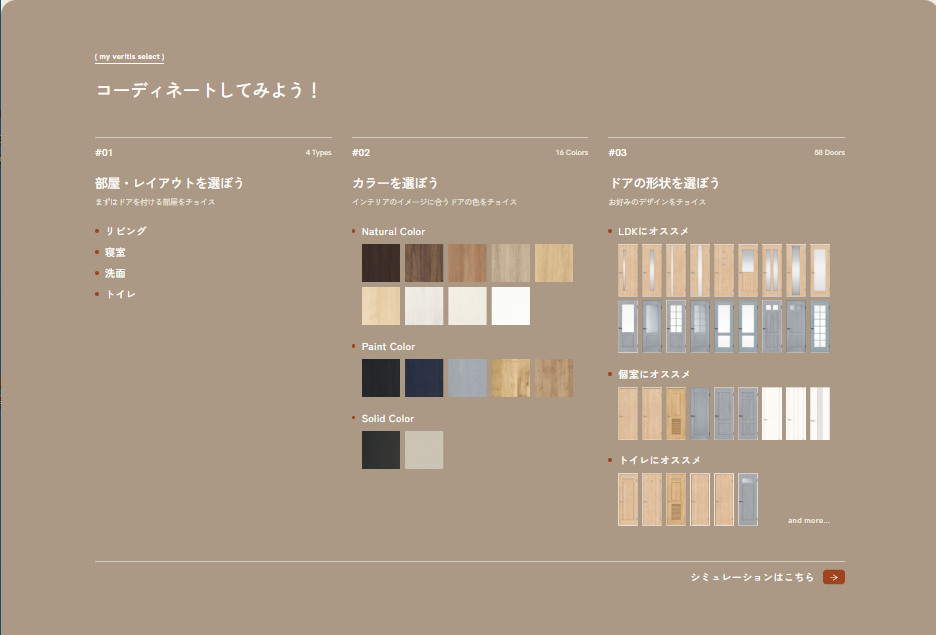 ( my veritis select )
コーディネートしてみよう！
#01
4 Types
部屋・レイアウトを選ぼう
まずはドアを付ける部屋をチョイス
リビング
寝室
洗面
トイレ
#02
16 Colors
カラーを選ぼう
インテリアのイメージに合うドアの色をチョイス
Natural Color
Paint Color
Solid Color
#03
58 Doors
ドアの形状を選ぼう
お好みのデザインをチョイス
LDKにオススメ
個室にオススメ
トイレにオススメ
and more...
シミュレーションはこちら